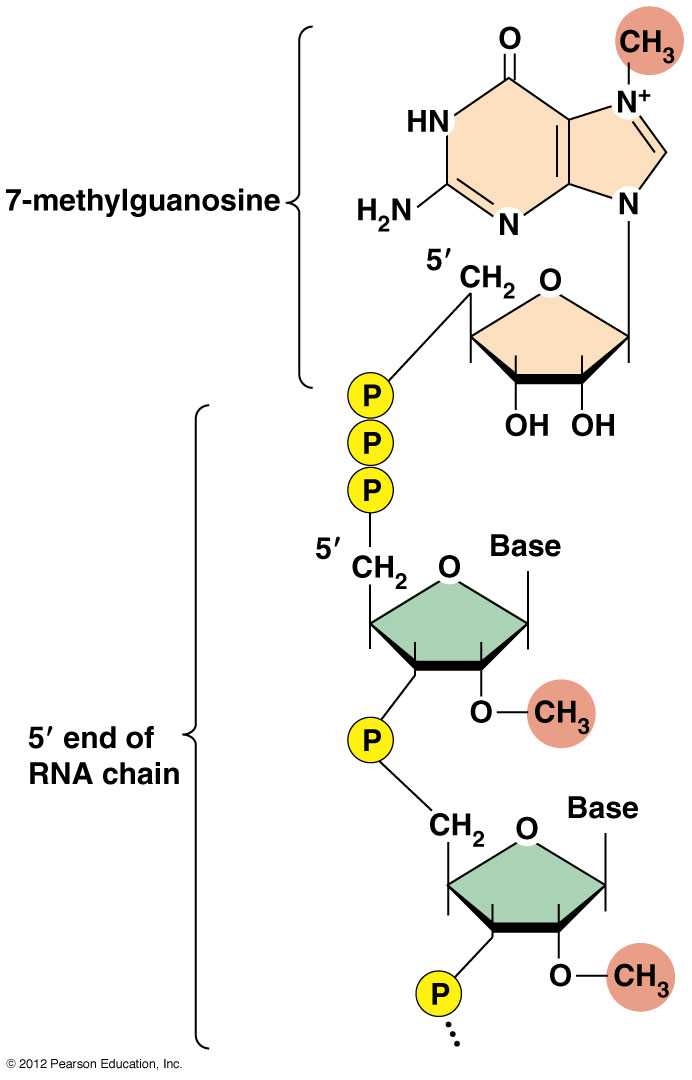 O
CH3
N+
HN
7-methylguanosine
H2N
N
N
5′
CH2
O
P
OH
OH
P
P
5′
Base
CH2
O
O
CH3
P
5′ end of
RNA chain
Base
CH2
O
O
CH3
P
© 2012 Pearson Education, Inc.